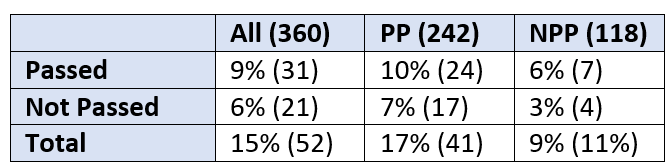 All (360) PP (242) NPP (118)
Passed 9% (31) 10% (24) 6% (7)
Not Passed 6% (21) 7% (17) 3% (4)
Total 15% (52) 17% (41) 9% (11%)